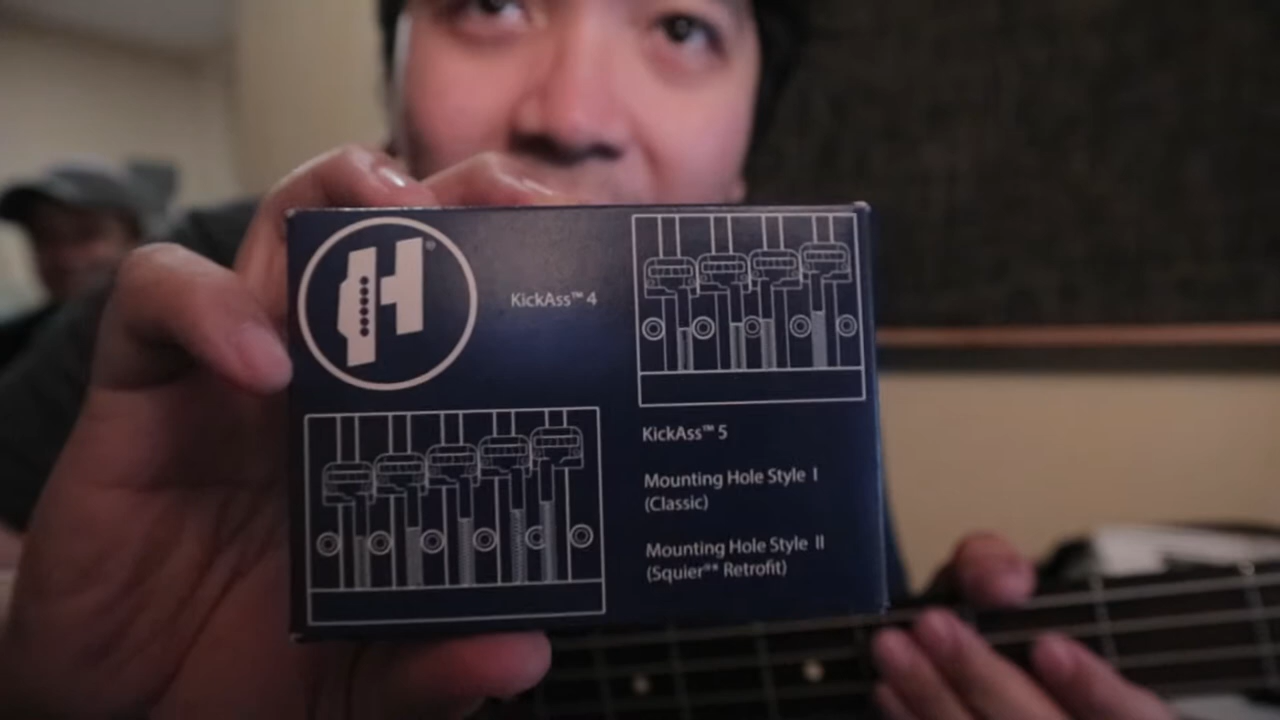 H®
KickAss™ 4
KickAss™ 5
Mounting Hole Style I
(Classic)
Mounting Hole Style II
(Squier** Retrofit)